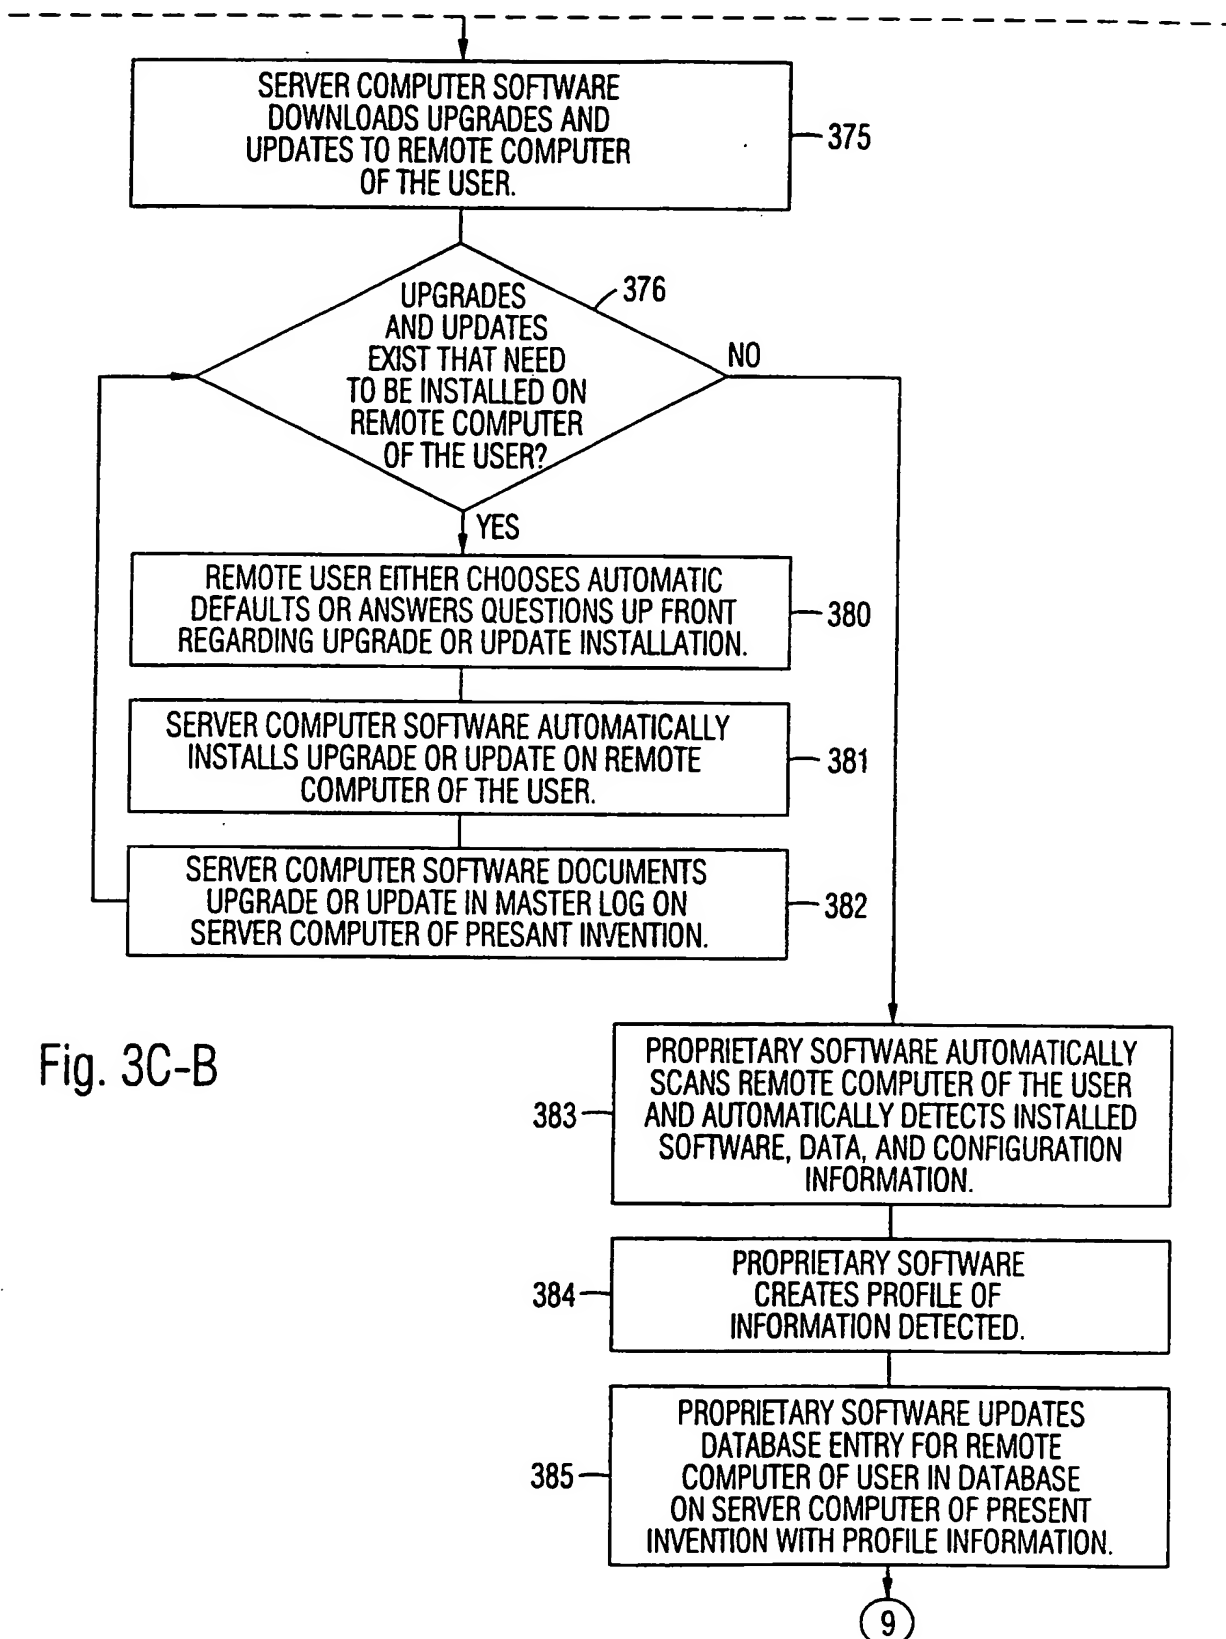 SERVER COMPUTER SOFTWARE
DOWNLOADS UPGRADES AND
UPDATES TO REMOTE COMPUTER
OF THE USER.
375
UPGRADES
AND UPDATES
EXIST THAT NEED
TO BE INSTALLED ON
REMOTE COMPUTER
OF THE USER?
376
NO
YES
REMOTE USER EITHER CHOOSES AUTOMATIC
DEFAULTS OR ANSWERS QUESTIONS UP FRONT
REGARDING UPGRADE OR UPDATE INSTALLATION.
380
SERVER COMPUTER SOFTWARE AUTOMATICALLY
INSTALLS UPGRADE OR UPDATE ON REMOTE
COMPUTER OF THE USER.
381
SERVER COMPUTER SOFTWARE DOCUMENTS
UPGRADE OR UPDATE IN MASTER LOG ON
SERVER COMPUTER OF PRESANT INVENTION.
382
Fig. 3C-B
PROPRIETARY SOFTWARE AUTOMATICALLY
SCANS REMOTE COMPUTER OF THE USER
AND AUTOMATICALLY DETECTS INSTALLED
SOFTWARE, DATA, AND CONFIGURATION
INFORMATION.
383
PROPRIETARY SOFTWARE
CREATES PROFILE OF
INFORMATION DETECTED.
384
PROPRIETARY SOFTWARE UPDATES
DATABASE ENTRY FOR REMOTE
COMPUTER OF USER IN DATABASE
ON SERVER COMPUTER OF PRESENT
INVENTION WITH PROFILE INFORMATION.
385
9